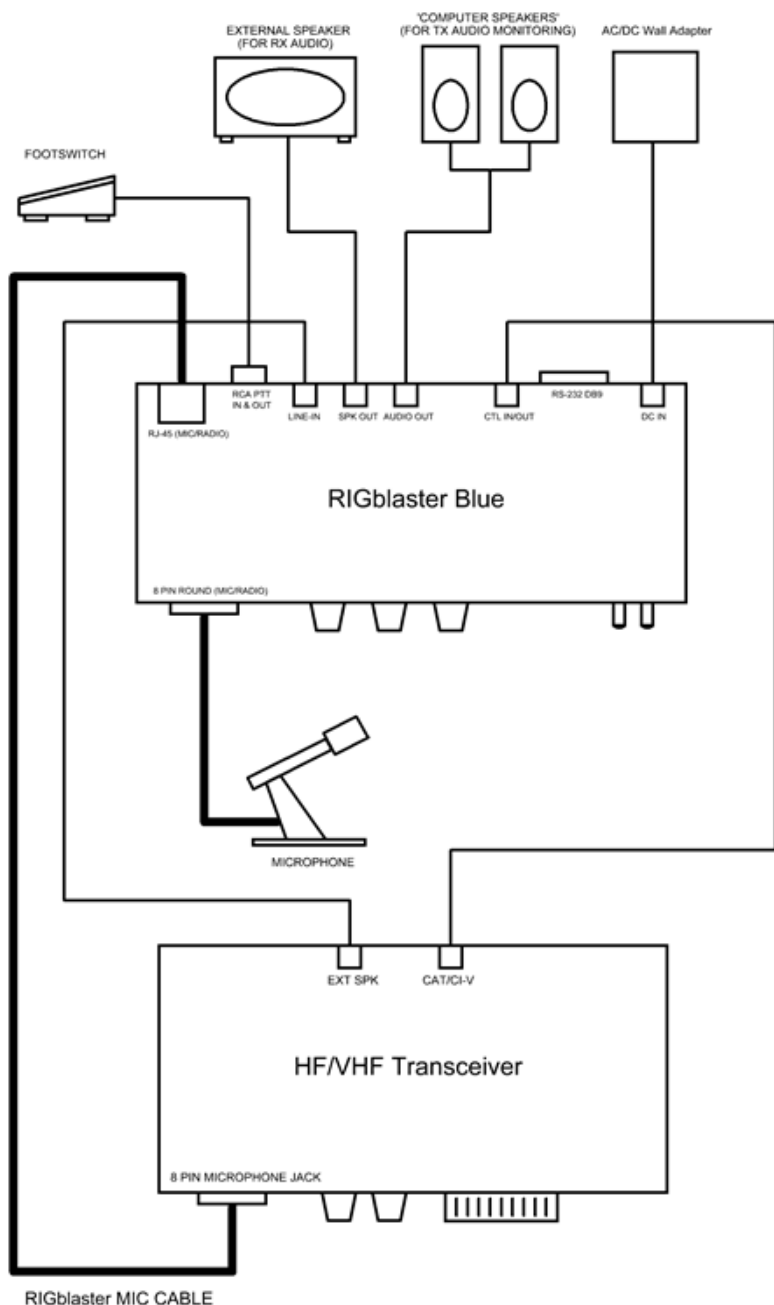 EXTERNAL SPEAKER
(FOR RX AUDIO)
'COMPUTER SPEAKERS'
(FOR TX AUDIO MONITORING)
AC/DC Wall Adapter
FOOTSWITCH
RJ-45 (MIC/RADIO)
RCA PTT
IN & OUT
LINE-IN
SPK OUT
AUDIO OUT
CTL IN/OUT
RS-232 DB9
DC IN
RIGblaster Blue
8 PIN ROUND (MIC/RADIO)
MICROPHONE
EXT SPK
CAT/CI-V
HF/VHF Transceiver
8 PIN MICROPHONE JACK
RIGblaster MIC CABLE